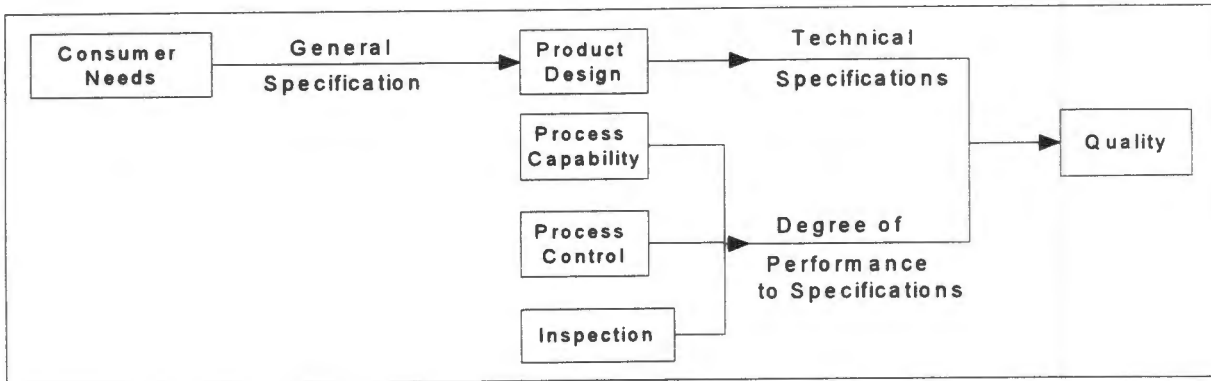 Consumer
Needs
General
Specification
Product
Design
Technical
Specifications
Process
Capability
Quality
Process
Control
Degree of
Performance
to Specifications
Inspection